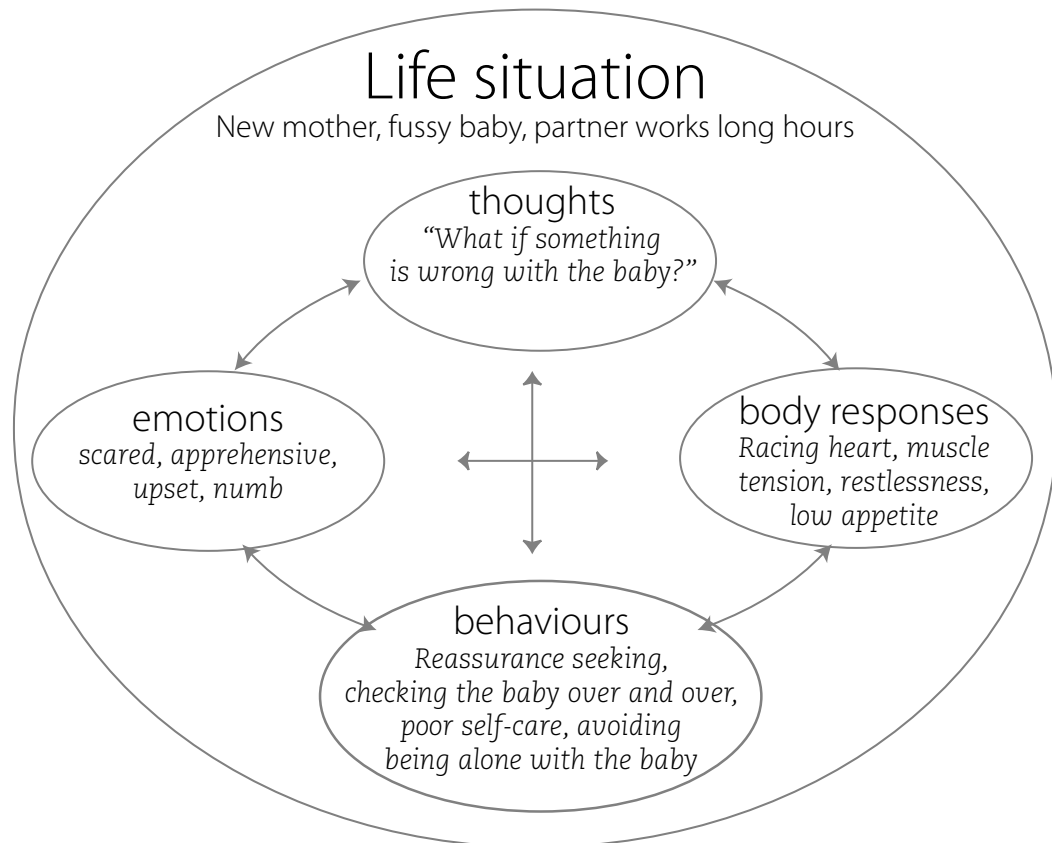 Life situation
New mother, fussy baby, partner works long hours
thoughts
“What if something
is wrong with the baby?”
emotions
scared, apprehensive,
upset, numb
body responses
Racing heart, muscle
tension, restlessness,
low appetite
behaviours
Reassurance seeking,
checking the baby over and over,
poor self-care, avoiding
being alone with the baby